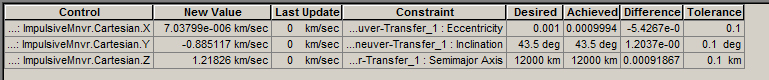 Control New Value Last Update Constraint Desired Achieved Difference Tolerance
...: ImpulsiveMnvr.Cartesian.X 7.03799e-006 km/sec 0 km/sec ...uver-Transfer_1 : Eccentricity 0.001 0.0009994 -5.4267e-0 0.1
...: ImpulsiveMnvr.Cartesian.Y -0.885117 km/sec 0 km/sec ...neuver-Transfer_1 : Inclination 43.5 deg 43.5 deg 1.2037e-0 0.1 deg
...: ImpulsiveMnvr.Cartesian.Z 1.21826 km/sec 0 km/sec ...r-Transfer_1 : Semimajor Axis 12000 km 12000 km 0.00091867 0.1 km